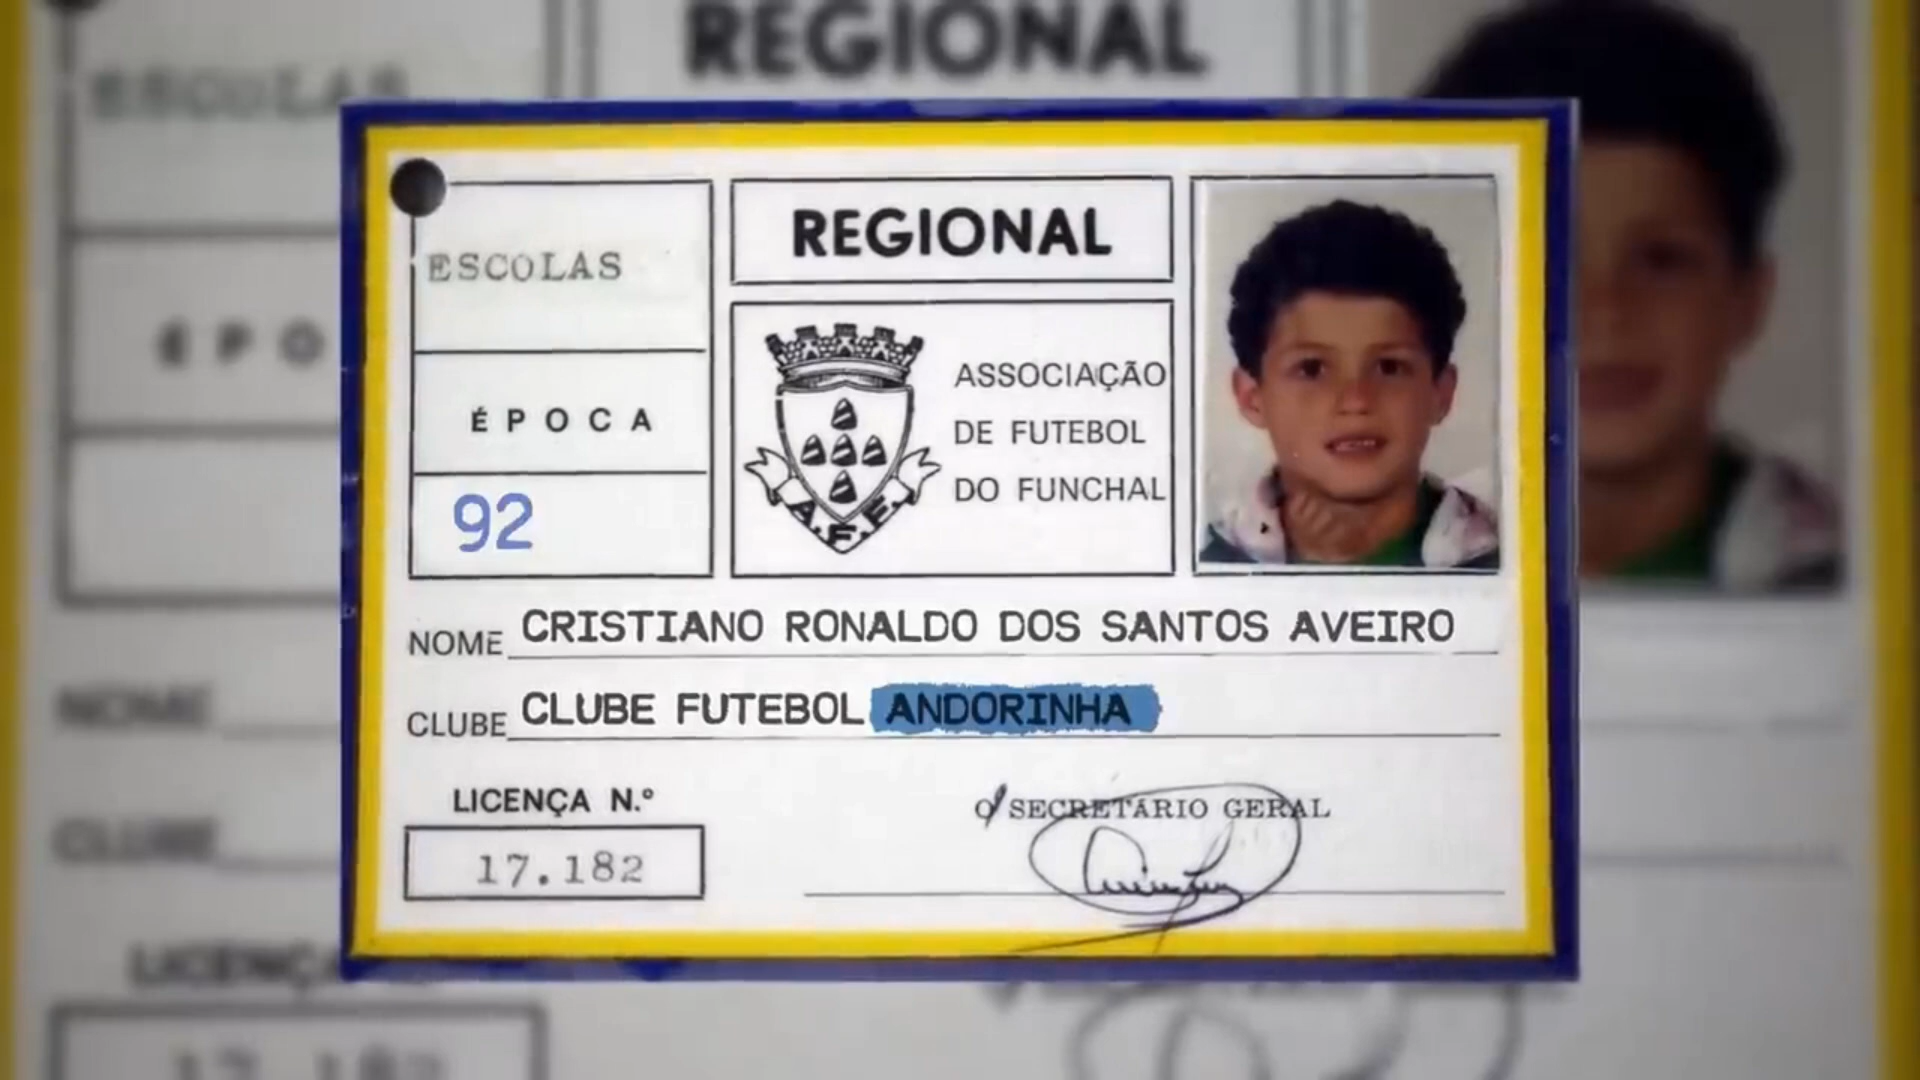 REGIONAL
ESCOLAS
ÉPOCA
92
REGIONAL
ASSOCIAÇÃO
DE FUTEBOL
DO FUNCHAL
A.F.F.
NOME CRISTIANO RONALDO DOS SANTOS AVEIRO
CLUBE CLUBE FUTEBOL ANDORINHA
LICENÇA N.º
17.182
O SECRETÁRIO GERAL